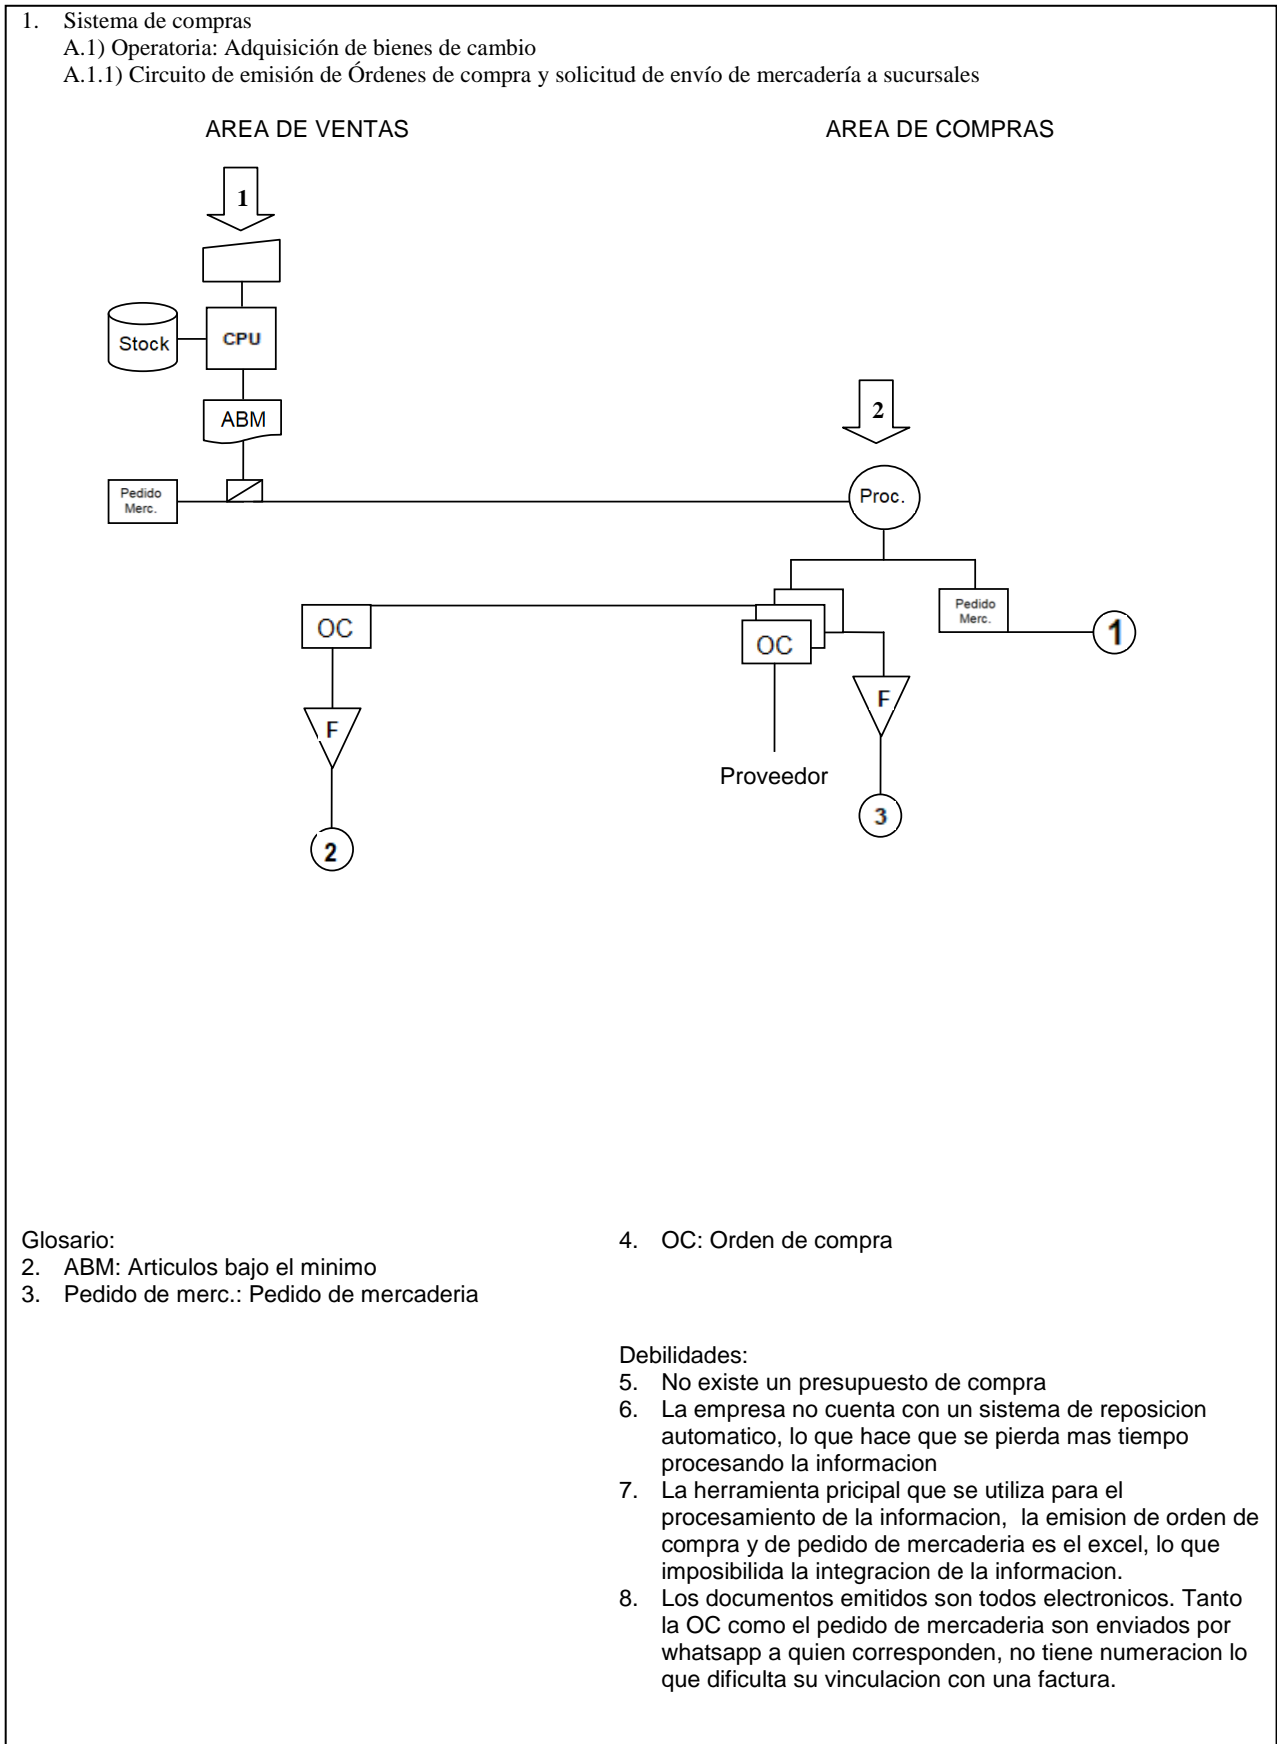 1. Sistema de compras
A.1) Operatoria: Adquisición de bienes de cambio
A.1.1) Circuito de emisión de Órdenes de compra y solicitud de envío de mercadería a sucursales
AREA DE VENTAS
AREA DE COMPRAS
1
Stock
CPU
ABM
2
Pedido
Merc.
Proc.
OC
OC
Pedido
Merc.
1
F
F
Proveedor
3
2
Glosario:
2. ABM: Articulos bajo el minimo
3. Pedido de merc.: Pedido de mercaderia
4. OC: Orden de compra
Debilidades:
5. No existe un presupuesto de compra
6. La empresa no cuenta con un sistema de reposicion
automatico, lo que hace que se pierda mas tiempo
procesando la informacion
7. La herramienta pricipal que se utiliza para el
procesamiento de la informacion, la emision de orden de
compra y de pedido de mercaderia es el excel, lo que
imposibilida la integracion de la informacion.
8. Los documentos emitidos son todos electronicos. Tanto
la OC como el pedido de mercaderia son enviados por
whatsapp a quien corresponden, no tiene numeracion lo
que dificulta su vinculacion con una factura.